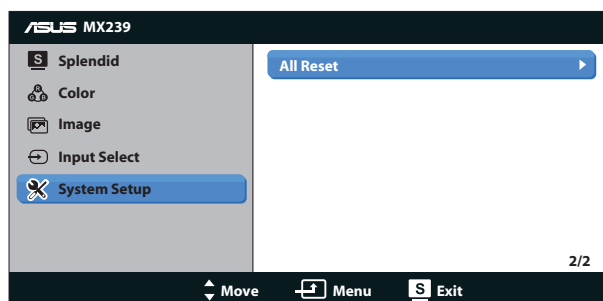 ASUS MX239
S Splendid
Color
Image
Input Select
System Setup
All Reset
2/2
Move Menu S Exit